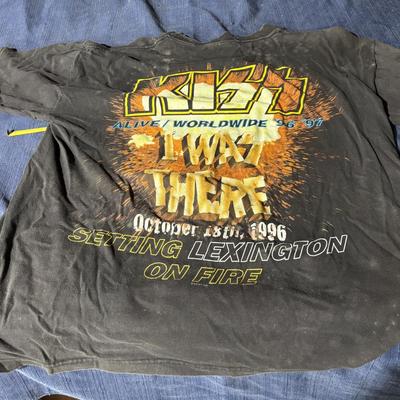 KISS
ALIVE/WORLDWIDE '96 '97
I WAS
THERE
October 18th, 1996
SETTING LEXINGTON
ON FIRE